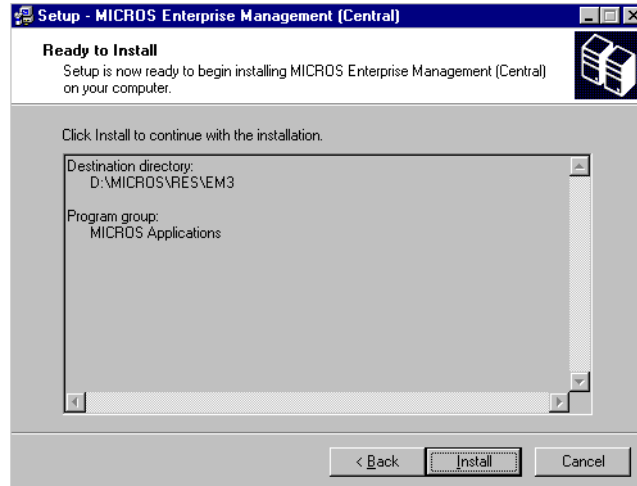 Setup - MICROS Enterprise Management (Central)
Ready to Install
Setup is now ready to begin installing MICROS Enterprise Management (Central)
on your computer.
Click Install to continue with the installation.
Destination directory:
D:\MICROS\RES\EM3
Program group:
MICROS Applications
< Back
Install
Cancel